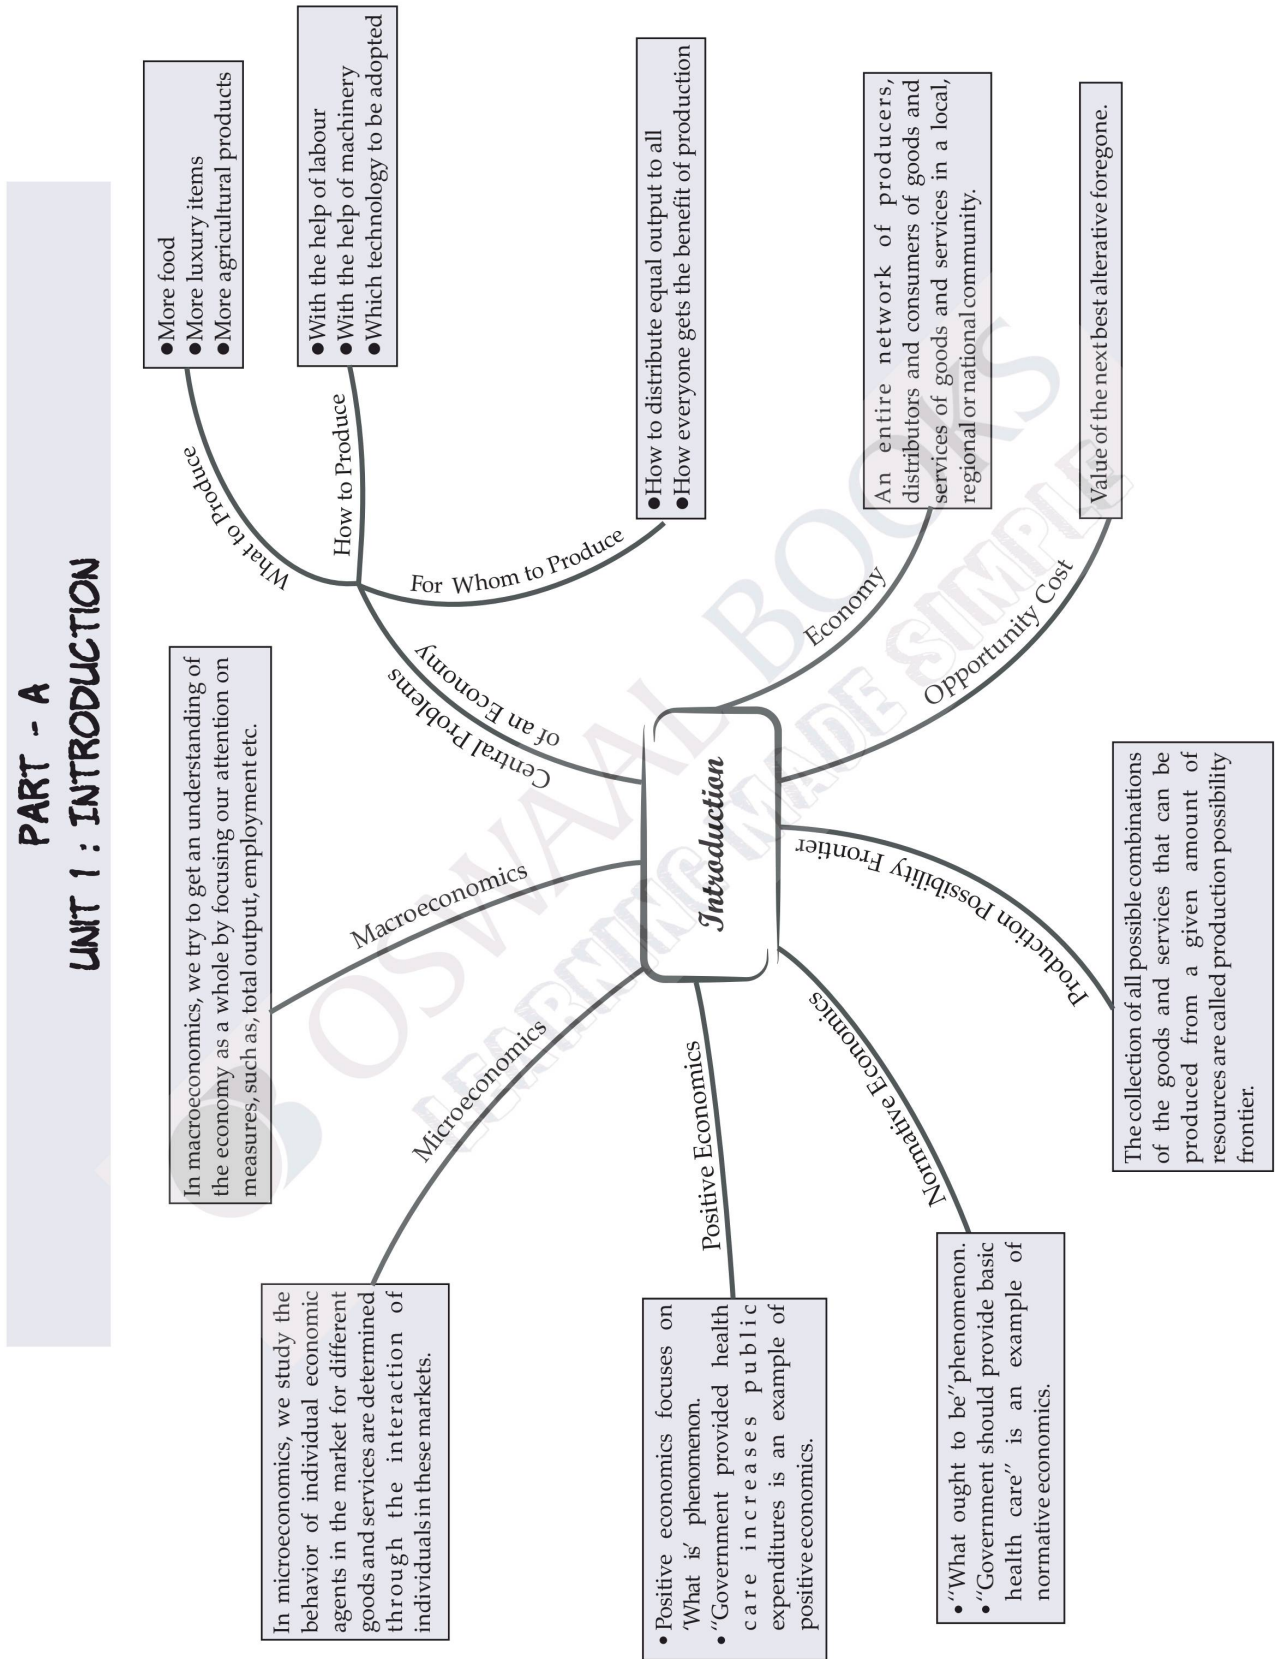 PART - A
UNIT 1 : INTRODUCTION
Introduction
Central Problems
of an Economy
What to Produce
●More food
●More luxury items
●More agricultural products
How to Produce
●With the help of labour
●With the help of machinery
●Which technology to be adopted
For Whom to Produce
●How to distribute equal output to all
●How everyone gets the benefit of production
Economy
An entire network of producers,
distributors and consumers of goods and
services of goods and services in a local,
regional or national community.
Opportunity Cost
Value of the next best alterative foregone.
Production Possibility Frontier
The collection of all possible combinations
of the goods and services that can be
produced from a given amount of
resources are called production possibility
frontier.
Normative Economics
• "What ought to be"phenomenon.
• "Government should provide basic
health care" is an example of
normative economics.
Positive Economics
• Positive economics focuses on
'What is' phenomenon.
• "Government provided health
care increases public
expenditures is an example of
positive economics.
Microeconomics
In microeconomics, we study the
behavior of individual economic
agents in the market for different
goods and services are determined
through the interaction of
individuals in these markets.
Macroeconomics
In macroeconomics, we try to get an understanding of
the economy as a whole by focusing our attention on
measures, such as, total output, employment etc.
OSWAAL BOOKS
LEARNING MADE SIMPLE